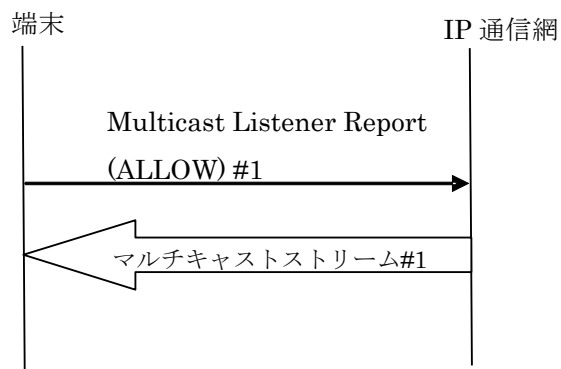 端末
IP 通信網
Multicast Listener Report
(ALLOW) #1
マルチキャストストリーム#1